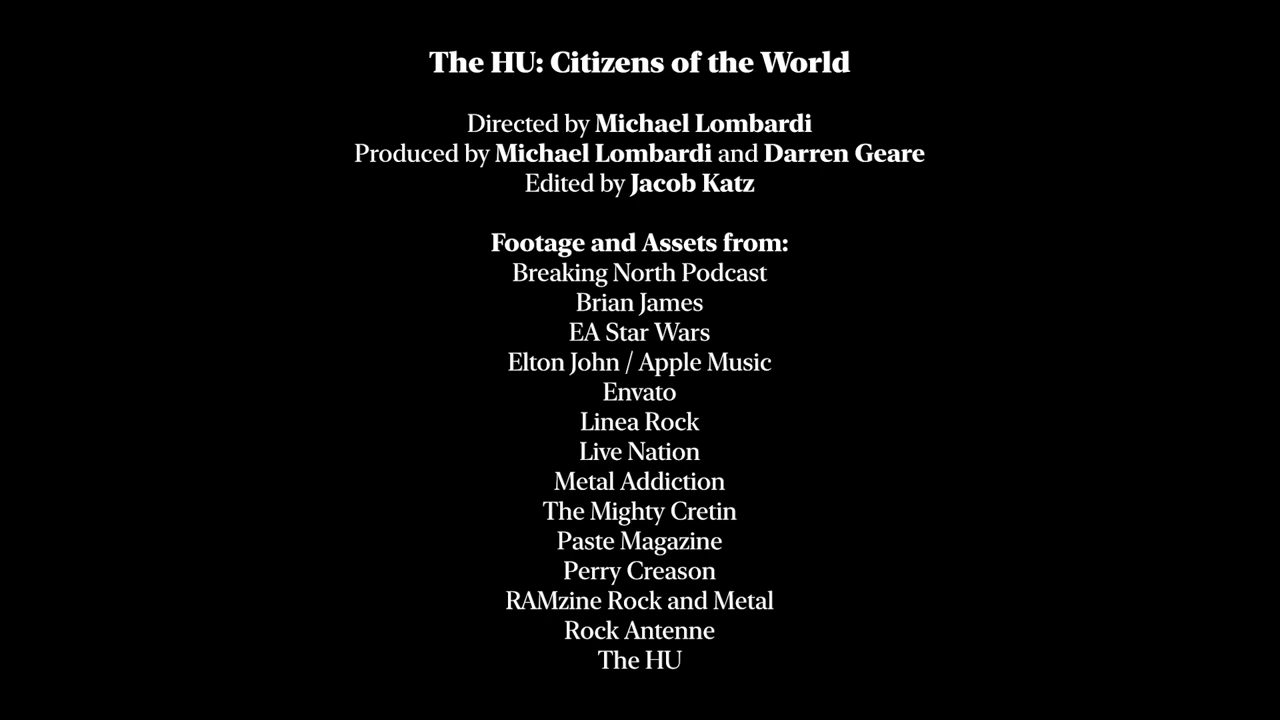 The HU: Citizens of the World
Directed by Michael Lombardi
Produced by Michael Lombardi and Darren Geare
Edited by Jacob Katz
Footage and Assets from:
Breaking North Podcast
Brian James
EA Star Wars
Elton John / Apple Music
Envato
Linea Rock
Live Nation
Metal Addiction
The Mighty Cretin
Paste Magazine
Perry Creason
RAMzine Rock and Metal
Rock Antenne
The HU